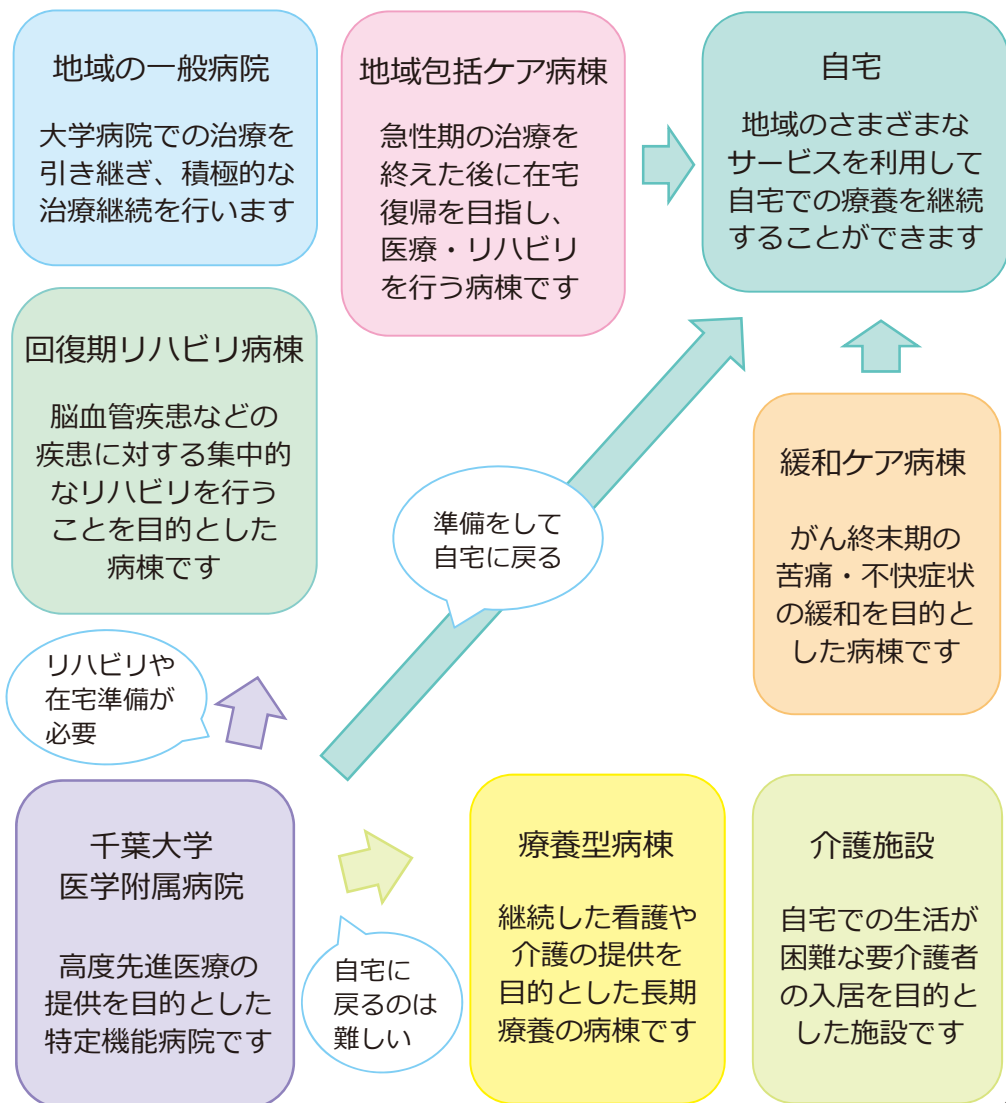 地域の一般病院
大学病院での治療を
引き継ぎ、積極的な
治療継続を行います
地域包括ケア病棟
急性期の治療を
終えた後に在宅
復帰を目指し、
医療・リハビリ
を行う病棟です
自宅
地域のさまざまな
サービスを利用して
自宅での療養を継続
することができます
回復期リハビリ病棟
脳血管疾患などの
疾患に対する集中的
なリハビリを行う
ことを目的とした
病棟です
準備をして
自宅に戻る
緩和ケア病棟
がん終末期の
苦痛・不快症状
の緩和を目的と
した病棟です
リハビリや
在宅準備が
必要
千葉大学
医学附属病院
高度先進医療の
提供を目的とした
特定機能病院です
自宅に
戻るのは
難しい
療養型病棟
継続した看護や
介護の提供を
目的とした長期
療養の病棟です
介護施設
自宅での生活が
困難な要介護者
の入居を目的と
した施設です